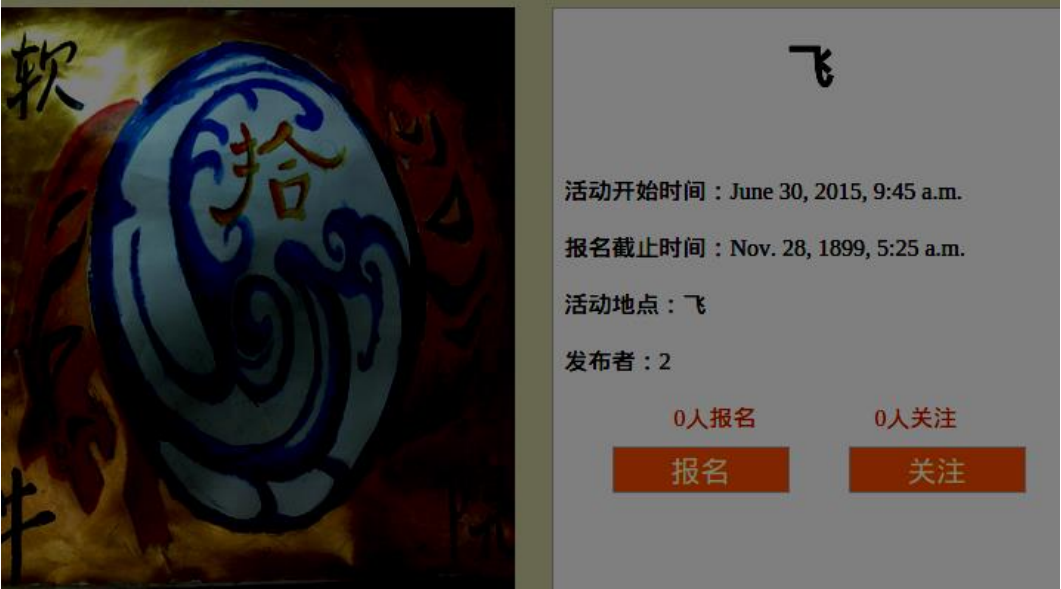 软
拾
件
飞
活动开始时间：June 30, 2015, 9:45 a.m.
报名截止时间：Nov. 28, 1899, 5:25 a.m.
活动地点：飞
发布者：2
0人报名 0人关注
报名 关注